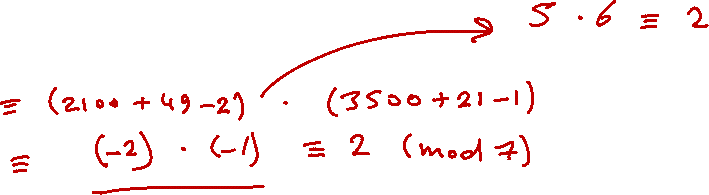 5 · 6 ≡ 2
≡ (2100 + 49 - 2) · (3500 + 21 - 1)
≡ (-2) · (-1) ≡ 2 (mod 7)